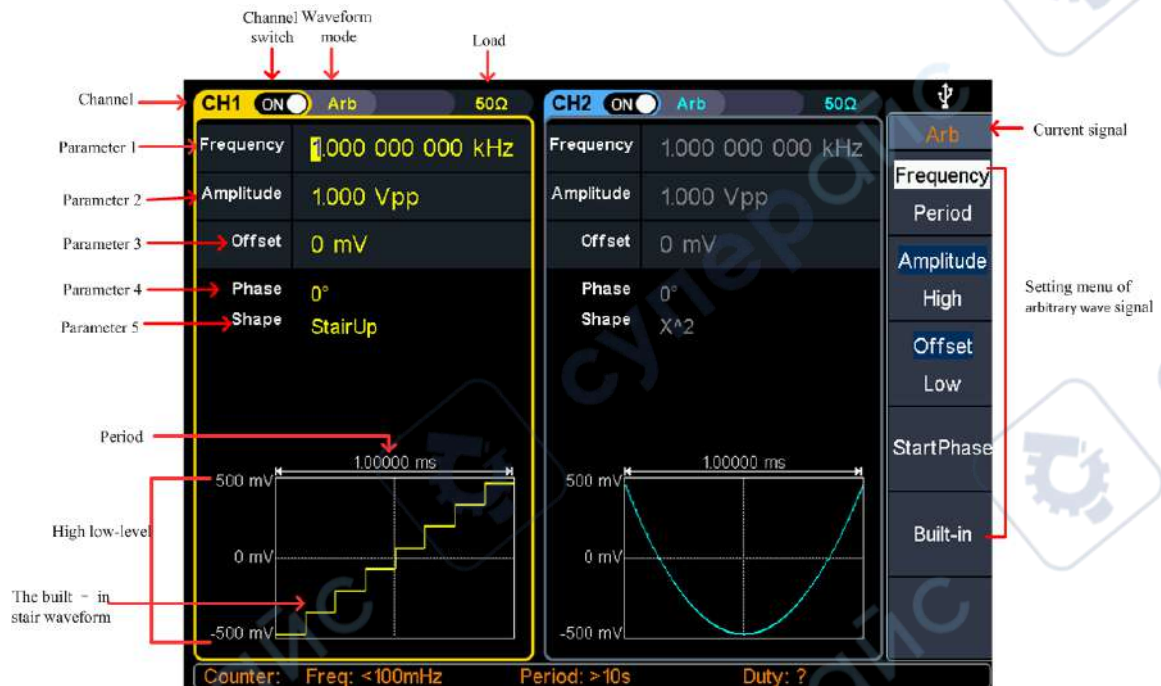 Channel Waveform
switch mode
Load
Channel
CH1 ON Arb 50Ω
CH2 ON Arb 50Ω
Current signal
Arb
Parameter 1
Frequency 1.000 000 000 kHz
Frequency 1.000 000 000 kHz
Frequency
Period
Parameter 2
Amplitude 1.000 Vpp
Amplitude 1.000 Vpp
Parameter 3
Offset 0 mV
Offset 0 mV
Amplitude
High
Parameter 4
Phase 0°
Phase 0°
Setting menu of
arbitrary wave signal
Parameter 5
Shape StairUp
Shape X^2
Offset
Low
StartPhase
Built-in
Period
1.00000 ms
1.00000 ms
500 mV
500 mV
High low-level
0 mV
0 mV
The built - in
stair waveform
-500 mV
-500 mV
Counter: Freq: <100mHz Period: >10s Duty: ?
суперайс